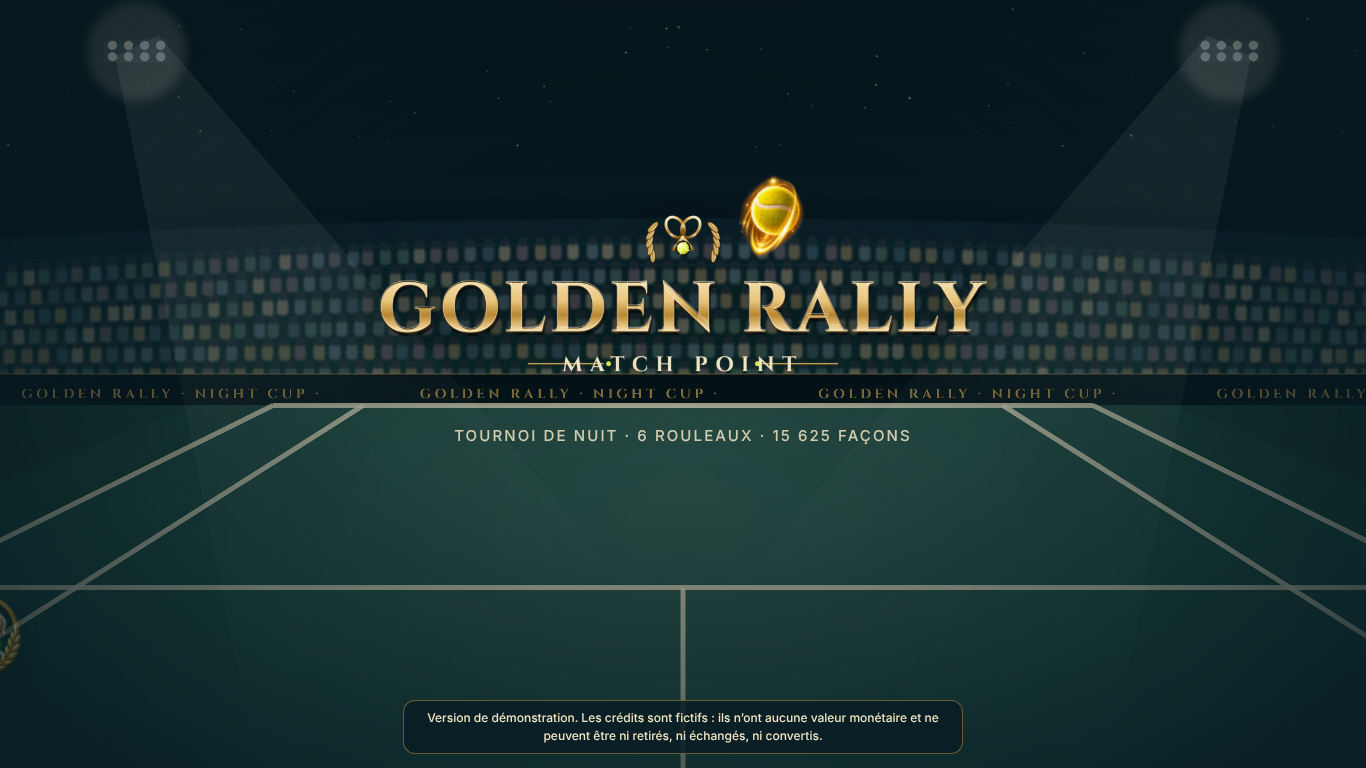 GOLDEN RALLY
MATCH POINT
GOLDEN RALLY · NIGHT CUP · GOLDEN RALLY · NIGHT CUP · GOLDEN RALLY · NIGHT CUP · GOLDEN RALLY
TOURNOI DE NUIT · 6 ROULEAUX · 15 625 FAÇONS
Version de démonstration. Les crédits sont fictifs : ils n’ont aucune valeur monétaire et ne
peuvent être ni retirés, ni échangés, ni convertis.